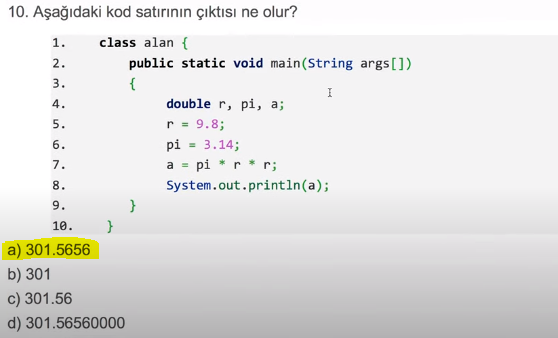 10. Aşağıdaki kod satırının çıktısı ne olur?
1. class alan {
2. public static void main(String args[])
3. {
4. double r, pi, a;
5. r = 9.8;
6. pi = 3.14;
7. a = pi * r * r;
8. System.out.println(a);
9. }
10. }
a) 301.5656
b) 301
c) 301.56
d) 301.56560000